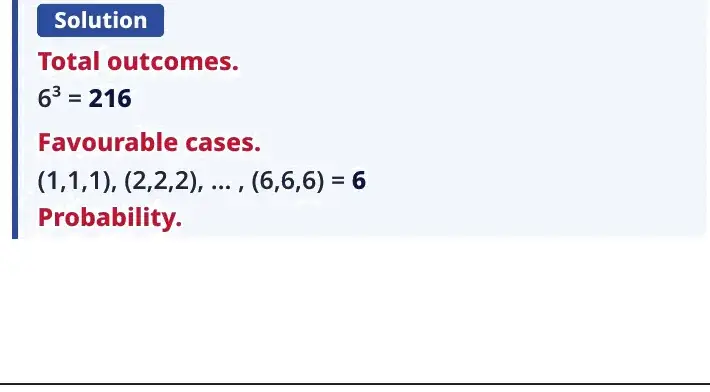 Solution
Total outcomes.
6³ = 216
Favourable cases.
(1,1,1), (2,2,2), ... , (6,6,6) = 6
Probability.